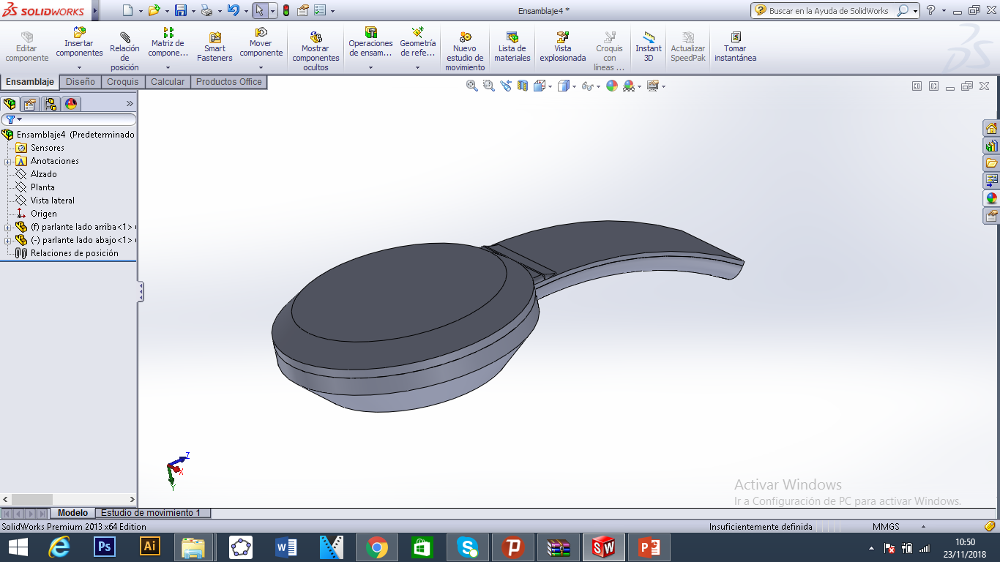 SOLIDWORKS
Ensamblaje4 *
Buscar en la Ayuda de SolidWorks
?
Editar
componente
Insertar
componentes
Relación
de
posición
Matriz de
compone...
Smart
Fasteners
Mover
componente
Mostrar
componentes
ocultos
Operaciones
de ensam...
Geometría
de refe...
Nuevo
estudio de
movimiento
Lista de
materiales
Vista
explosionada
Croquis
con
líneas ...
Instant
3D
Actualizar
SpeedPak
Tomar
instantánea
Ensamblaje
Diseño
Croquis
Calcular
Productos Office
Ensamblaje4 (Predeterminado
Sensores
Anotaciones
Alzado
Planta
Vista lateral
Origen
(f) parlante lado arriba<1>
(-) parlante lado abajo<1>
Relaciones de posición
Z
X
Y
Activar Windows
Ir a Configuración de PC para activar Windows.
Modelo
Estudio de movimiento 1
SolidWorks Premium 2013 x64 Edition
Insuficientemente definida
MMGS
Ps
Ai
W
S
P
SW
P
10:50
23/11/2018